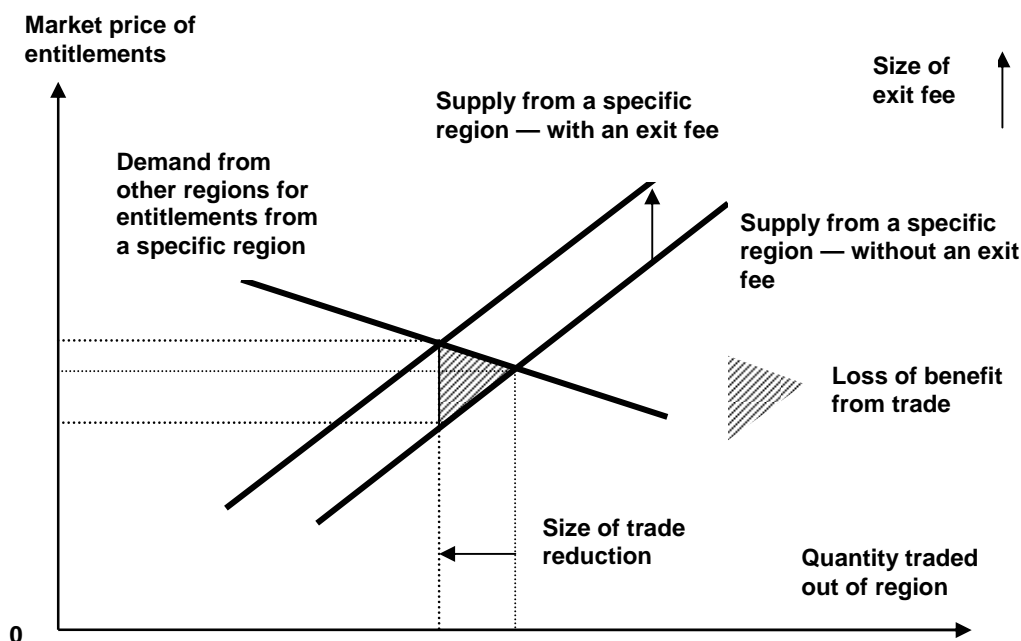 Market price of
entitlements
Size of
exit fee
Supply from a specific
region — with an exit fee
Demand from
other regions for
entitlements from
a specific region
Supply from a specific
region — without an exit
fee
Loss of benefit
from trade
Size of trade
reduction
Quantity traded
out of region
0